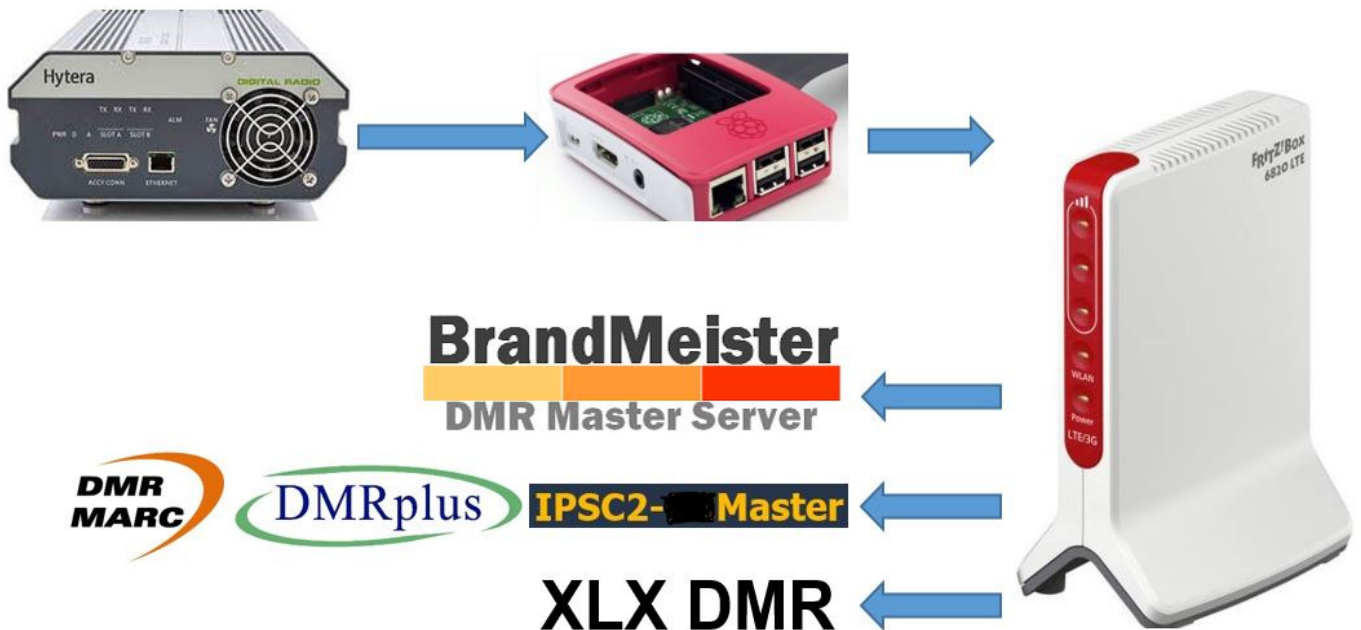 Hytera
DIGITAL RADIO
TX RX TX RX
ALM
FAN
PWR D A SLOT A SLOT B
ACCY CONN
ETHERNET
FRITZ!BOX
6820 LTE
WLAN
Power
LTE/3G
BrandMeister
DMR Master Server
DMR
MARC
DMRplus
IPSC2- Master
XLX DMR